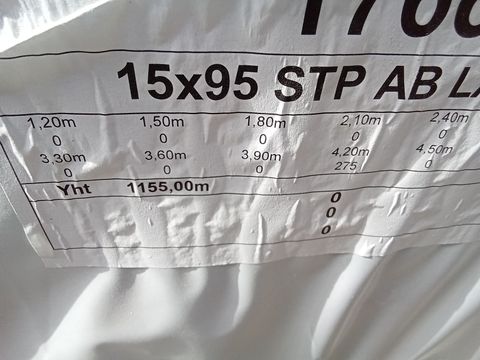 15x95 STP AB
1,20m 1,50m 1,80m 2,10m 2,40m
0 0 0 0 0
3,30m 3,60m 3,90m 4,20m 4,50m
0 0 0 275 0
Yht 1155,00m
0
0
0